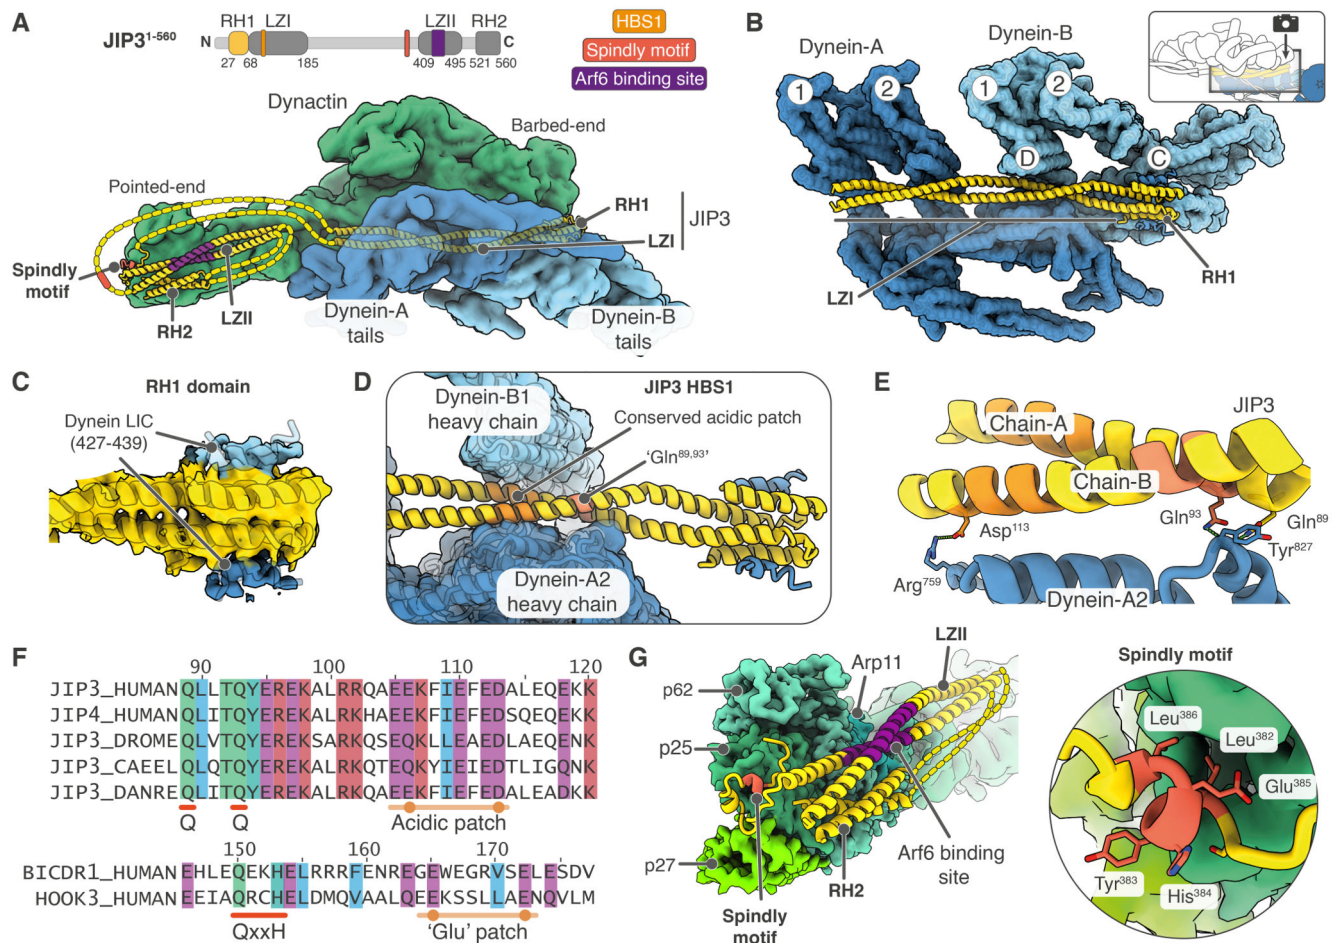 A
JIP3¹⁻⁵⁶⁰
N
RH1
LZI
LZII
RH2
C
27
68
185
409
495
521
560
HBS1
Spindly motif
Arf6 binding site
Dynactin
Barbed-end
Pointed-end
RH1
JIP3
LZI
Spindly
motif
RH2
LZII
Dynein-A
tails
Dynein-B
tails
B
Dynein-A
Dynein-B
1
2
1
2
D
C
LZI
RH1
C
RH1 domain
Dynein LIC
(427-439)
D
JIP3 HBS1
Dynein-B1
heavy chain
Conserved acidic patch
‘Gln⁸⁹,⁹³’
Dynein-A2
heavy chain
E
JIP3
Chain-A
Chain-B
Asp¹¹³
Gln⁹³
Gln⁸⁹
Tyr⁸²⁷
Arg⁷⁵⁹
Dynein-A2
F
90 100 110 120
JIP3_HUMAN QLLTQYEREKALRRQAEEKFIEFEDALEQEKK
JIP4_HUMAN QLITQYEREKALRKHAEEKFIEFEDSQEQEKK
JIP3_DROME QLVTQYEREKSARKQSEQKLLEAEDLAEQENK
JIP3_CAEEL QLQTQYEREKALRKQTEQKYIEIEDTLIGQNK
JIP3_DANRE QLITQYEREKALRKQTEEKFIEFEDALEADKK
Q
Q
Acidic patch
150 160 170
BICDR1_HUMAN EHLEQEKHELRRRFENREGEWEGRVSELESDV
HOOK3_HUMAN EEIAQRCHELDMQVAALQEEKSSLLAENQVLM
QxxH
‘Glu’ patch
G
LZII
Arp11
p62
p25
p27
Arf6 binding
site
RH2
Spindly
motif
Spindly motif
Leu³⁸⁶
Leu³⁸²
Glu³⁸⁵
Tyr³⁸³
His³⁸⁴